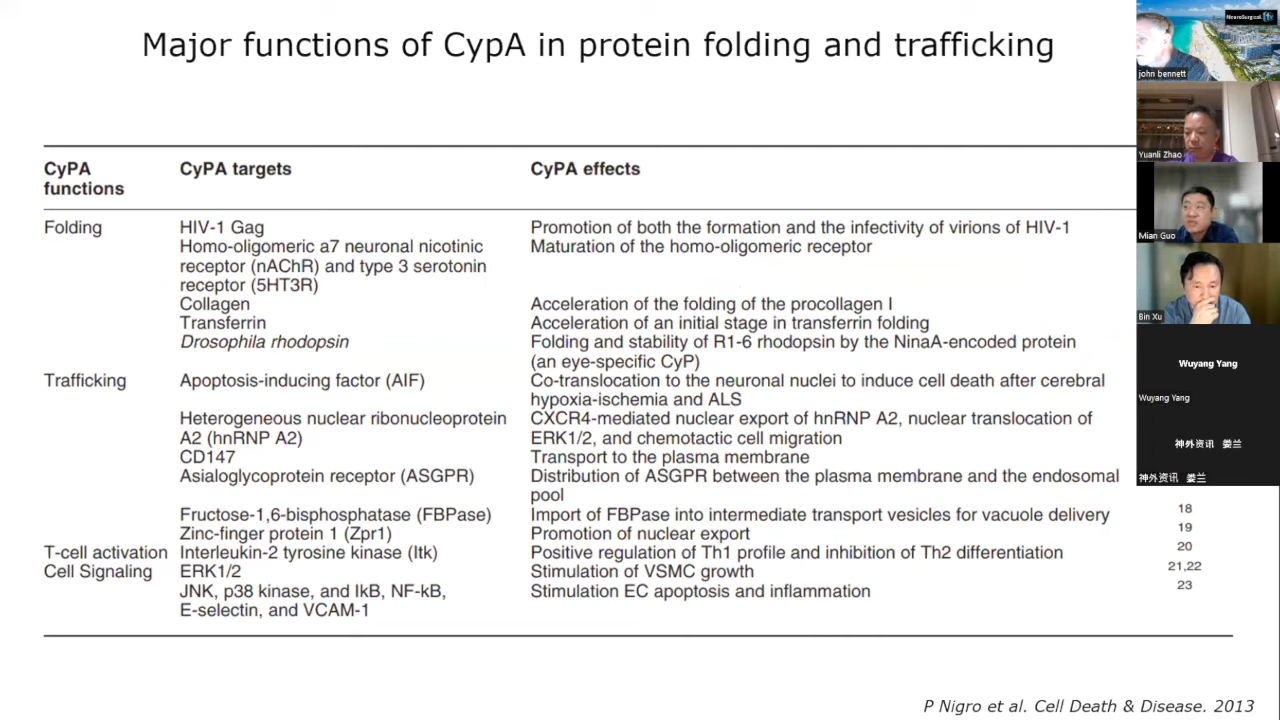 Major functions of CypA in protein folding and trafficking
CyPA functions
CyPA targets
CyPA effects
Folding
HIV-1 Gag
Promotion of both the formation and the infectivity of virions of HIV-1
Homo-oligomeric a7 neuronal nicotinic
receptor (nAChR) and type 3 serotonin
receptor (5HT3R)
Maturation of the homo-oligomeric receptor
Collagen
Acceleration of the folding of the procollagen I
Transferrin
Acceleration of an initial stage in transferrin folding
Drosophila rhodopsin
Folding and stability of R1-6 rhodopsin by the NinaA-encoded protein
(an eye-specific CyP)
Trafficking
Apoptosis-inducing factor (AIF)
Co-translocation to the neuronal nuclei to induce cell death after cerebral
hypoxia-ischemia and ALS
Heterogeneous nuclear ribonucleoprotein
A2 (hnRNP A2)
CXCR4-mediated nuclear export of hnRNP A2, nuclear translocation of
ERK1/2, and chemotactic cell migration
CD147
Transport to the plasma membrane
Asialoglycoprotein receptor (ASGPR)
Distribution of ASGPR between the plasma membrane and the endosomal
pool
Fructose-1,6-bisphosphatase (FBPase)
Import of FBPase into intermediate transport vesicles for vacuole delivery
18
Zinc-finger protein 1 (Zpr1)
Promotion of nuclear export
19
T-cell activation
Interleukin-2 tyrosine kinase (Itk)
Positive regulation of Th1 profile and inhibition of Th2 differentiation
20
Cell Signaling
ERK1/2
Stimulation of VSMC growth
21,22
JNK, p38 kinase, and IkB, NF-kB,
E-selectin, and VCAM-1
Stimulation EC apoptosis and inflammation
23
P Nigro et al. Cell Death & Disease. 2013
NeuroSurgical.tv
john bennett
Yuanli Zhao
Mian Guo
Bin Xu
Wuyang Yang
Wuyang Yang
神外资讯 娄兰
神外资讯 娄兰